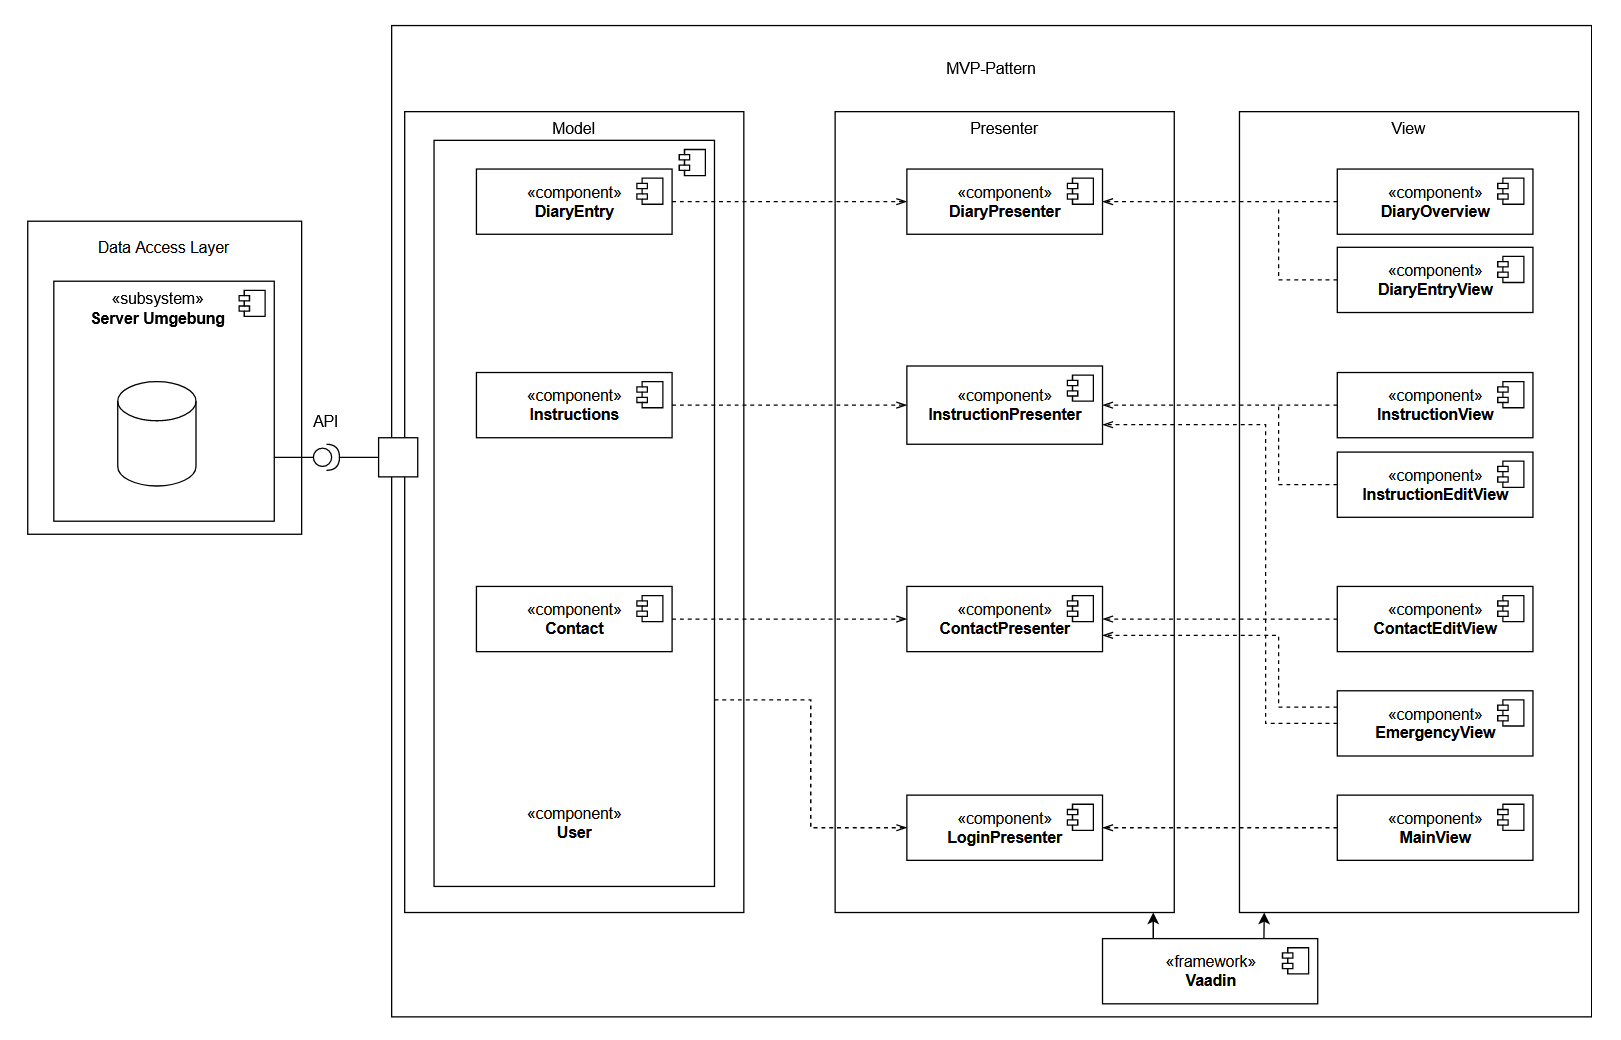 MVP-Pattern
Data Access Layer
«subsystem»
Server Umgebung
API
Model
«component»
DiaryEntry
«component»
Instructions
«component»
Contact
«component»
User
Presenter
«component»
DiaryPresenter
«component»
InstructionPresenter
«component»
ContactPresenter
«component»
LoginPresenter
View
«component»
DiaryOverview
«component»
DiaryEntryView
«component»
InstructionView
«component»
InstructionEditView
«component»
ContactEditView
«component»
EmergencyView
«component»
MainView
«framework»
Vaadin